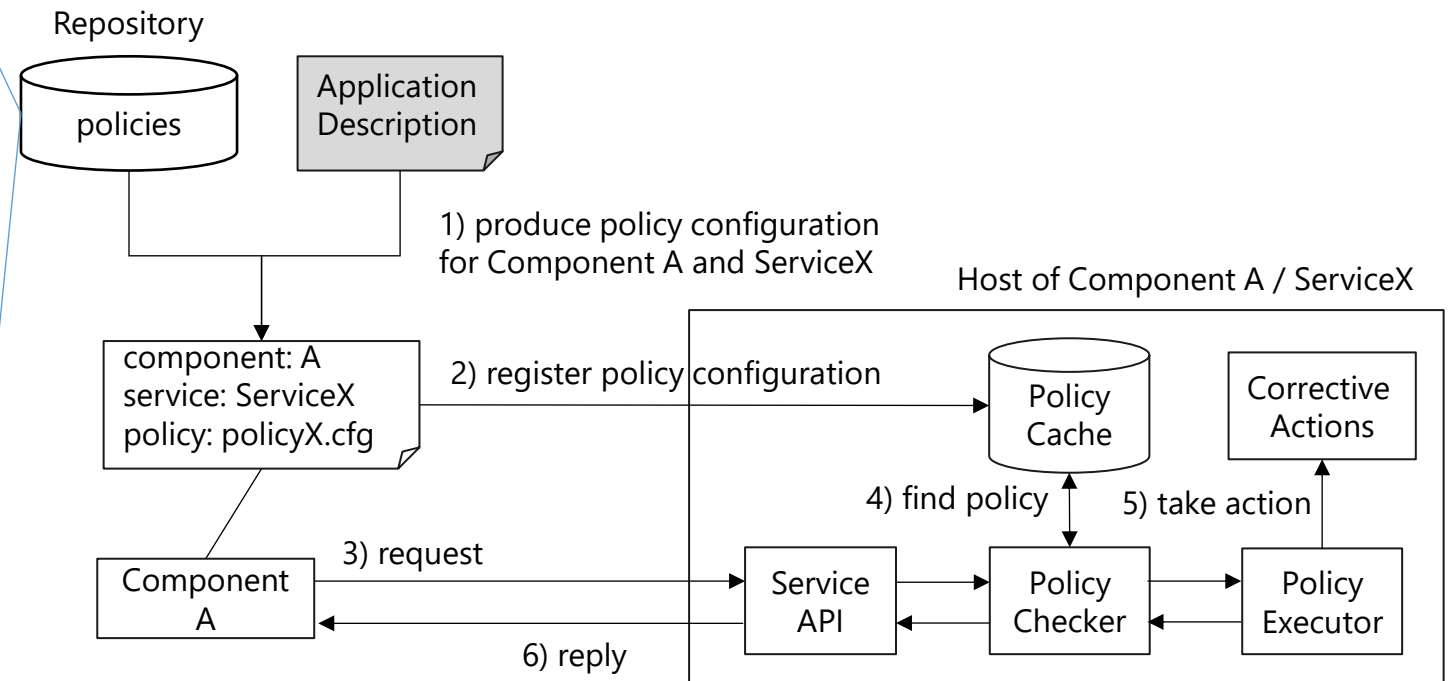 Repository
policies
Application
Description
1) produce policy configuration
for Component A and ServiceX
Host of Component A / ServiceX
component: A
service: ServiceX
policy: policyX.cfg
2) register policy configuration
Policy
Cache
Corrective
Actions
4) find policy
5) take action
3) request
Component
A
Service
API
Policy
Checker
Policy
Executor
6) reply